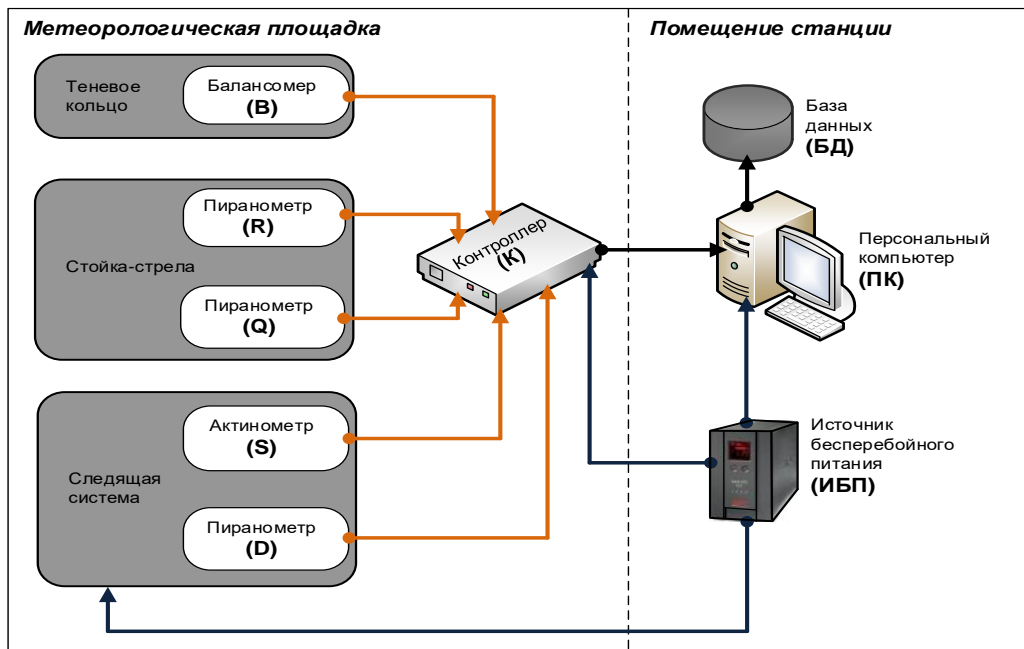 Метеорологическая площадка
Помещение станции
Теневое
кольцо
Балансомер
(B)
Стойка-стрела
Пиранометр
(R)
Пиранометр
(Q)
Следящая
система
Актинометр
(S)
Пиранометр
(D)
Контроллер
(К)
База
данных
(БД)
Персональный
компьютер
(ПК)
Источник
бесперебойного
питания
(ИБП)